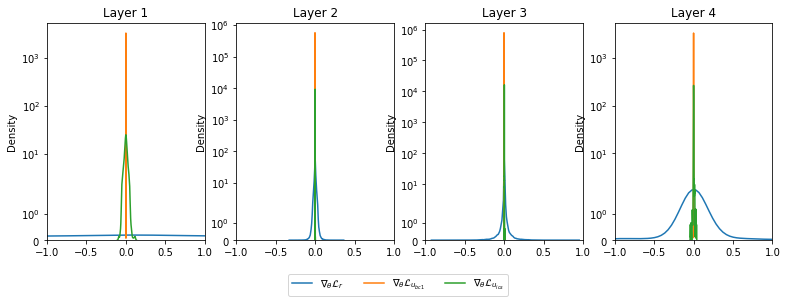 Layer 1 Layer 2 Layer 3 Layer 4
Density Density Density Density
10³ 10² 10¹ 10⁰ 0
10⁶ 10⁵ 10⁴ 10³ 10² 10¹ 10⁰ 0
10⁶ 10⁵ 10⁴ 10³ 10² 10¹ 10⁰ 0
10³ 10² 10¹ 10⁰ 0
−1.0 −0.5 0.0 0.5 1.0 −1.0 −0.5 0.0 0.5 1.0 −1.0 −0.5 0.0 0.5 1.0 −1.0 −0.5 0.0 0.5 1.0
∇θℒr ∇θℒu_bc1 ∇θℒu_ics